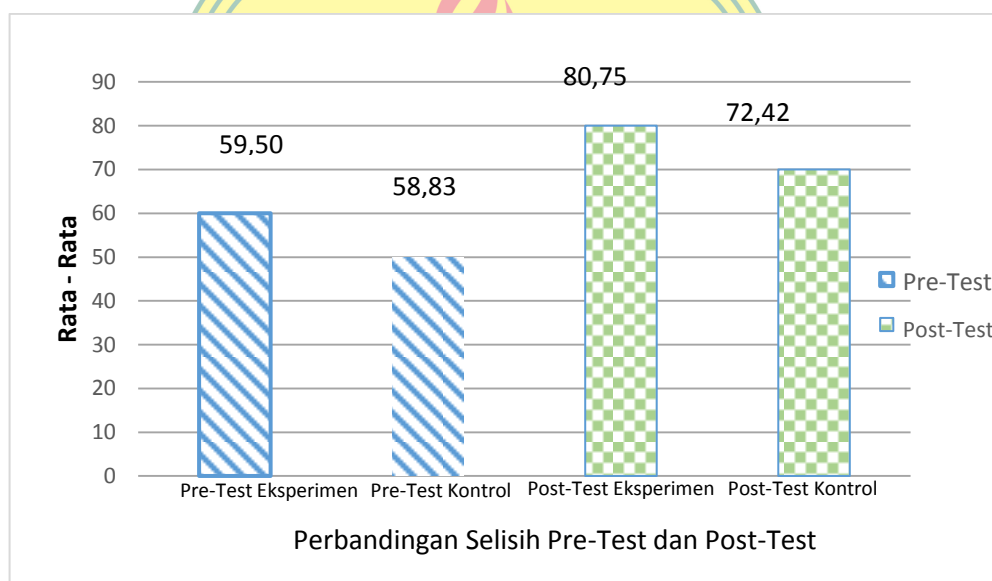 80,75
90
72,42
80
59,50
70
58,83
60
50
40
30
20
10
0
Rata - Rata
Pre-Test
Post-Test
Pre-Test Eksperimen
Pre-Test Kontrol
Post-Test Eksperimen
Post-Test Kontrol
Perbandingan Selisih Pre-Test dan Post-Test